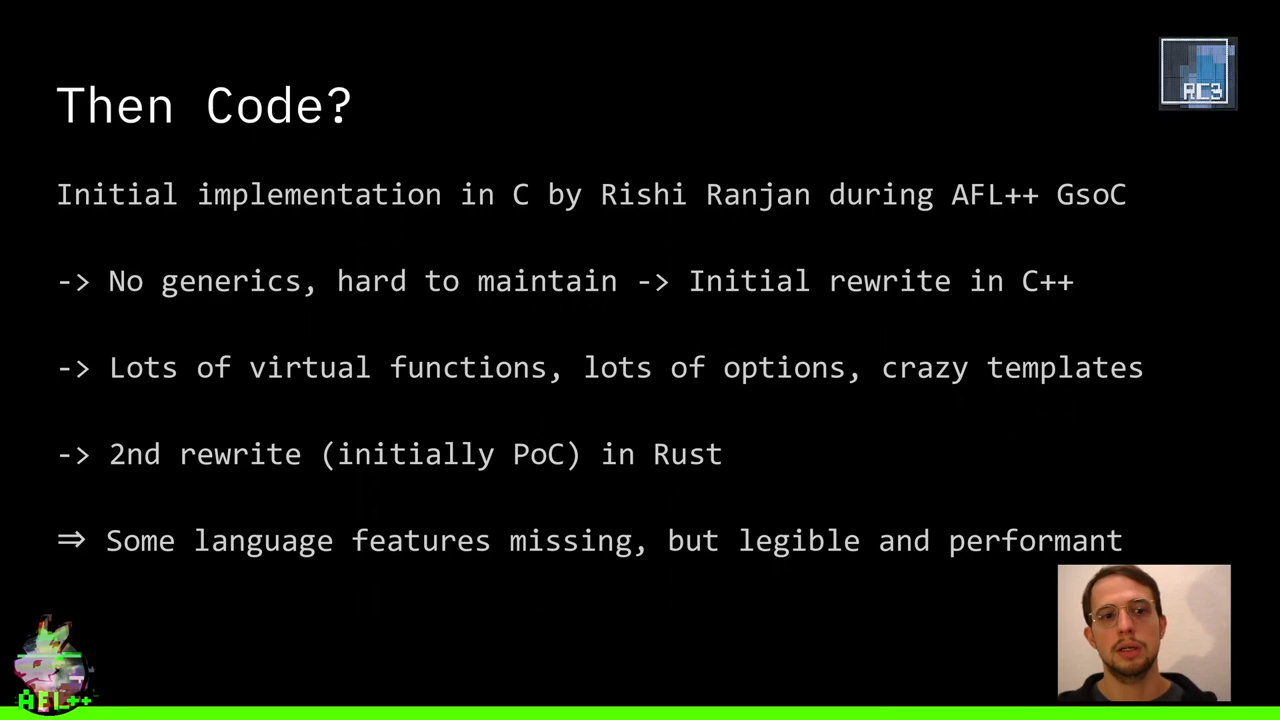 RC3
Then Code?
Initial implementation in C by Rishi Ranjan during AFL++ GsoC
-> No generics, hard to maintain -> Initial rewrite in C++
-> Lots of virtual functions, lots of options, crazy templates
-> 2nd rewrite (initially PoC) in Rust
⇒ Some language features missing, but legible and performant
AFL++